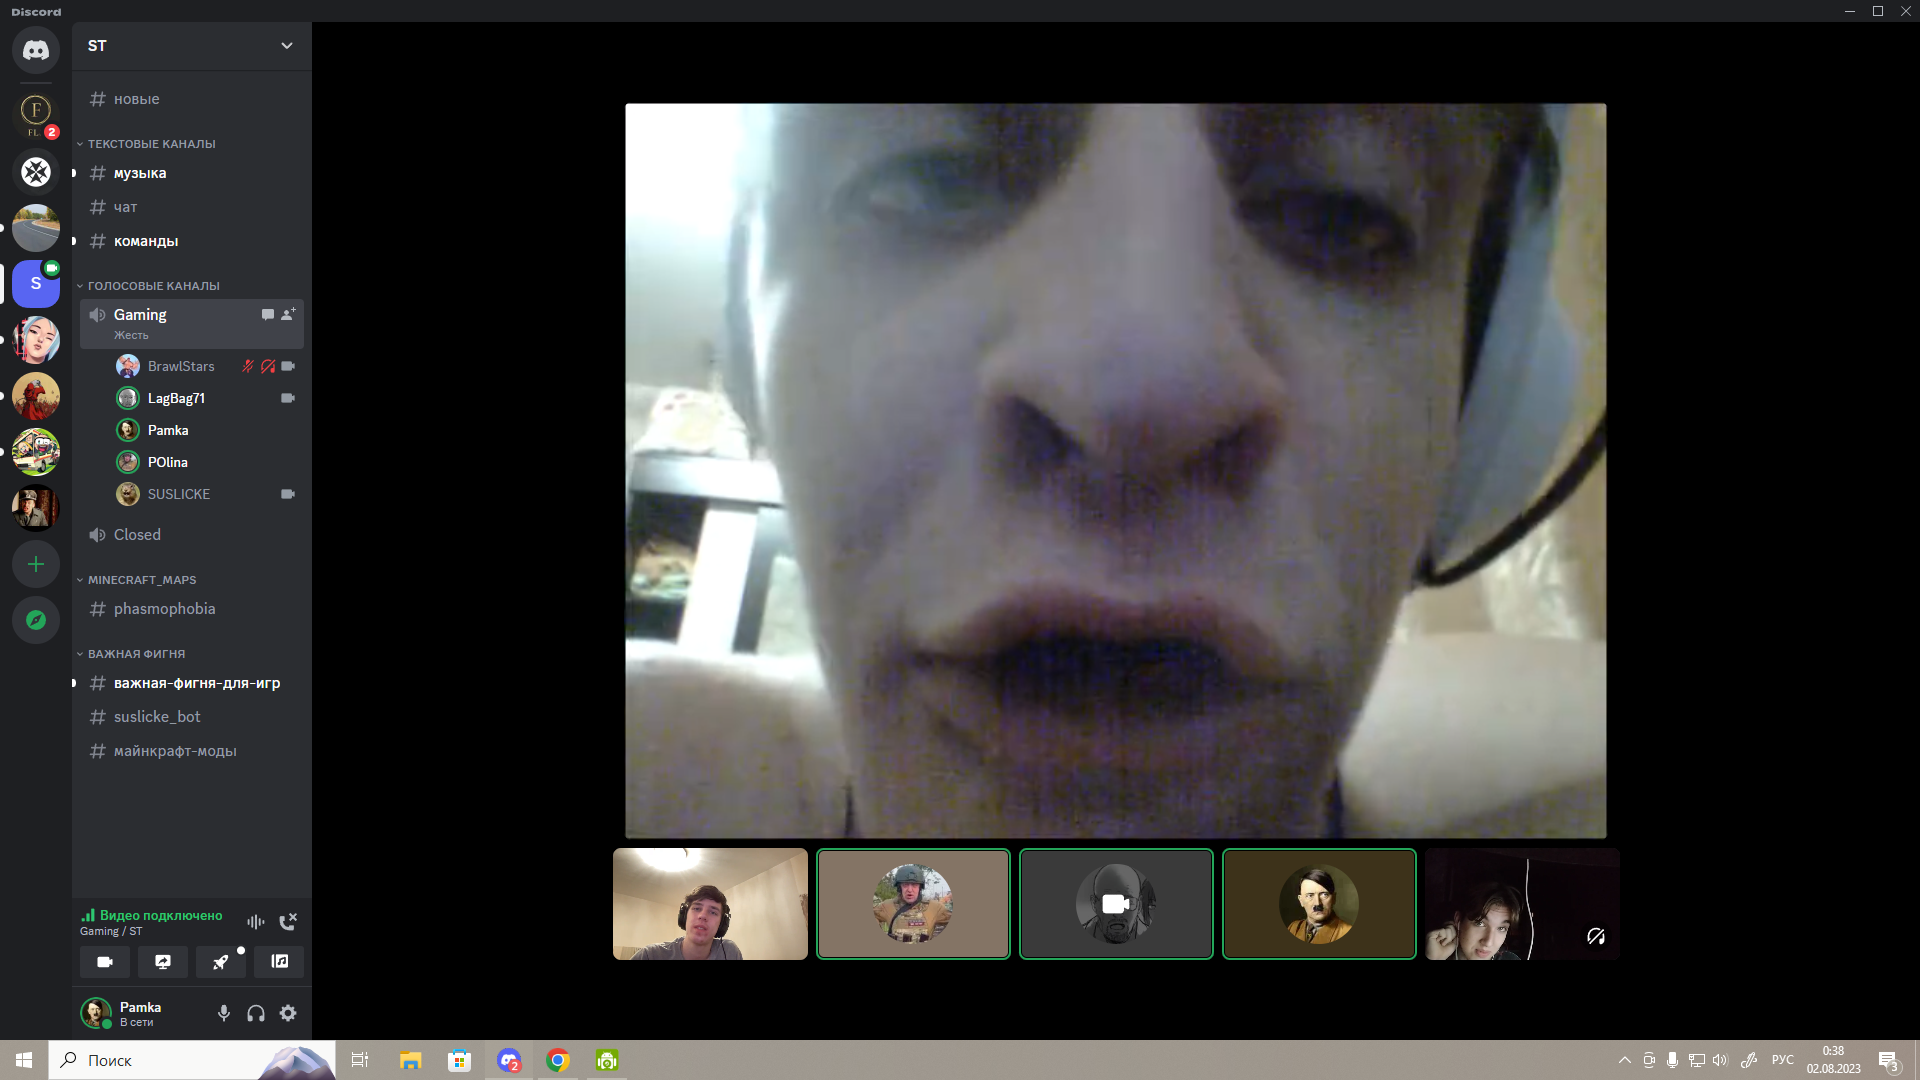 Discord
ST
новые
F
FL
2
ТЕКСТОВЫЕ КАНАЛЫ
музыка
чат
команды
S
ГОЛОСОВЫЕ КАНАЛЫ
Gaming
Жесть
BrawlStars
LagBag71
Pamka
POlina
SUSLICKE
Closed
MINECRAFT_MAPS
phasmophobia
ВАЖНАЯ ФИГНЯ
важная-фигня-для-игр
suslicke_bot
майнкрафт-моды
Видео подключено
Gaming / ST
Pamka
В сети
Поиск
2
РУС
0:38
02.08.2023
3